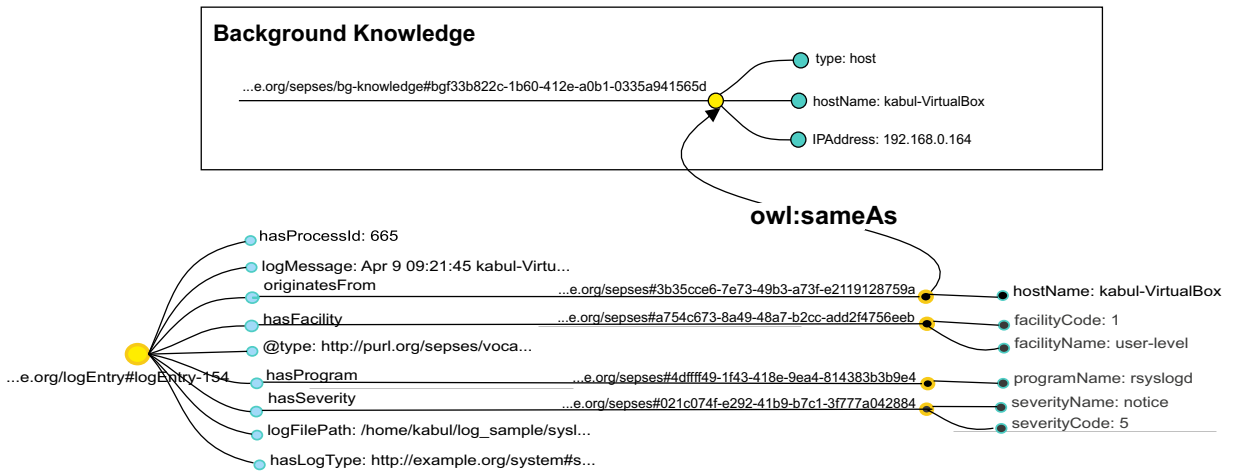 Background Knowledge
type: host
...e.org/sepses/bg-knowledge#bgf33b822c-1b60-412e-a0b1-0335a941565d
hostName: kabul-VirtualBox
IPAddress: 192.168.0.164
owl:sameAs
hasProcessId: 665
logMessage: Apr 9 09:21:45 kabul-Virtu...
originatesFrom
...e.org/sepses#3b35cce6-7e73-49b3-a73f-e2119128759a
hostName: kabul-VirtualBox
hasFacility
...e.org/sepses#a754c673-8a49-48a7-b2cc-add2f4756eeb
facilityCode: 1
facilityName: user-level
@type: http://purl.org/sepses/voca...
...e.org/logEntry#logEntry-154
hasProgram
...e.org/sepses#4dffff49-1f43-418e-9ea4-814383b3b9e4
programName: rsyslogd
hasSeverity
...e.org/sepses#021c074f-e292-41b9-b7c1-3f777a042884
severityName: notice
severityCode: 5
logFilePath: /home/kabul/log_sample/sysl...
hasLogType: http://example.org/system#s...